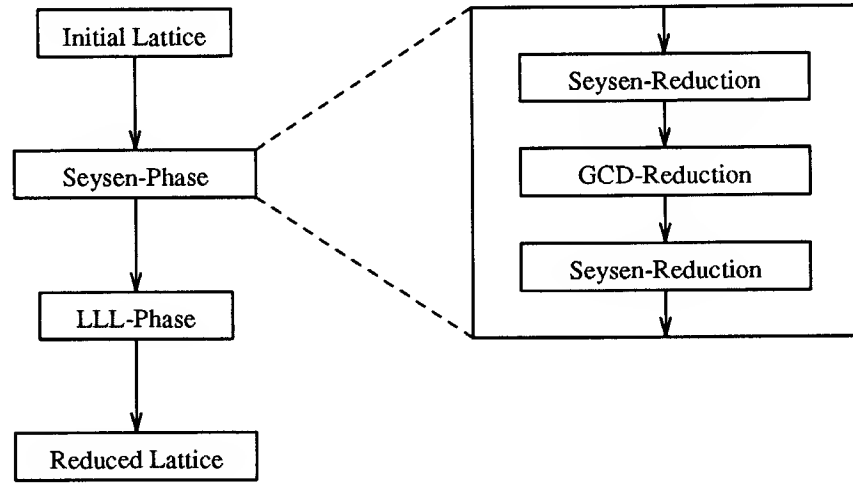 Initial Lattice
Seysen-Phase
LLL-Phase
Reduced Lattice
Seysen-Reduction
GCD-Reduction
Seysen-Reduction